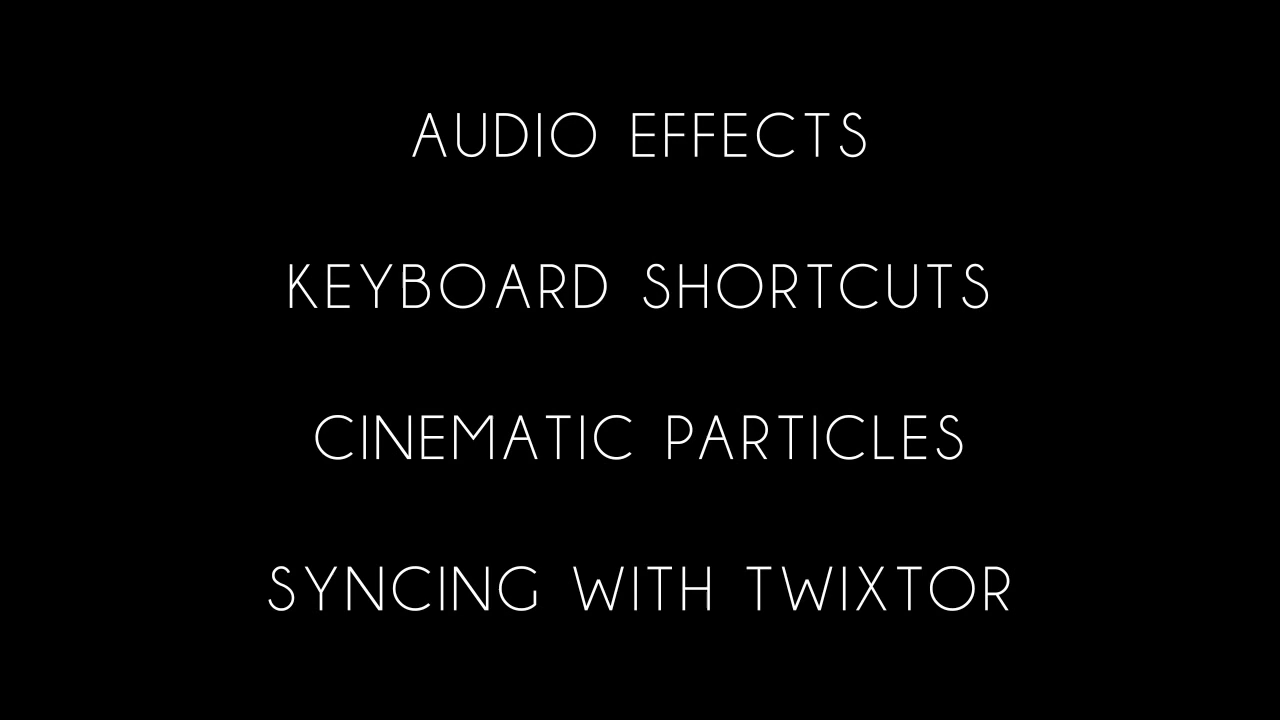 AUDIO EFFECTS
KEYBOARD SHORTCUTS
CINEMATIC PARTICLES
SYNCING WITH TWIXTOR